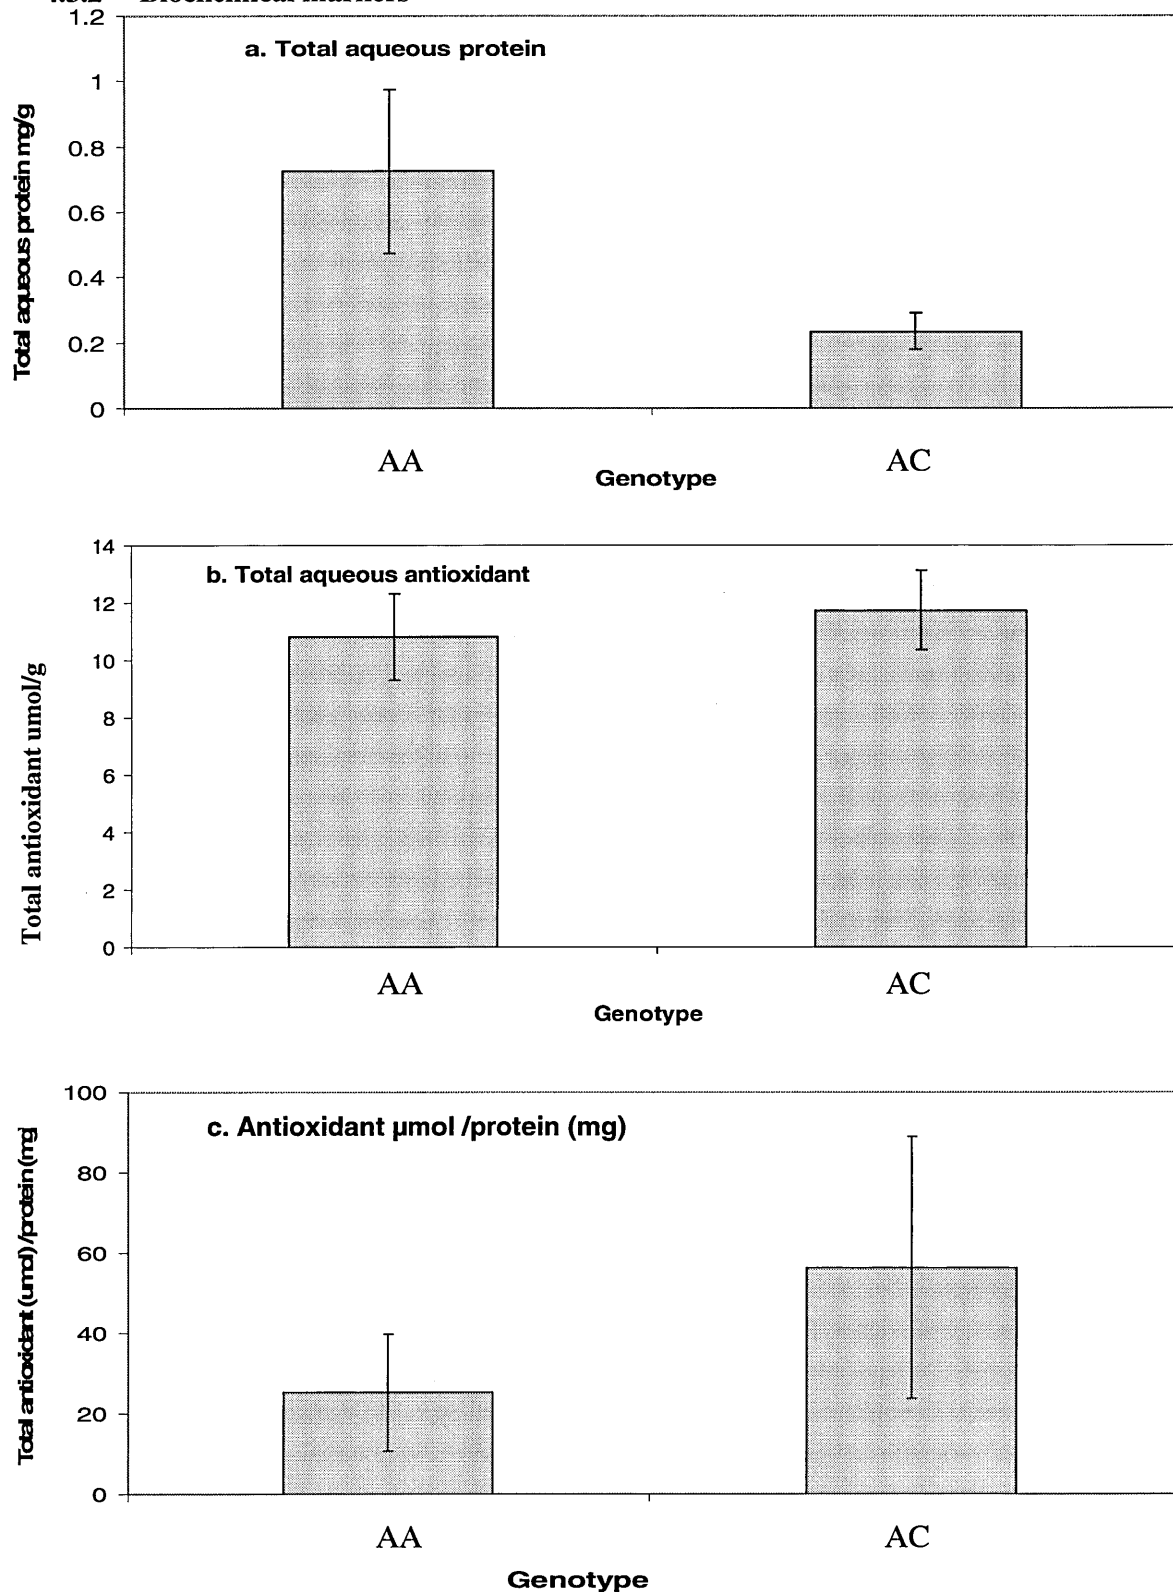 4.3.2 Biochemical markers
1.2
a. Total aqueous protein
1
0.8
0.6
0.4
0.2
0
Total aqueous protein mg/g
AA
AC
Genotype
14
b. Total aqueous antioxidant
12
10
8
6
4
2
0
Total antioxidant umol/g
AA
AC
Genotype
100
c. Antioxidant µmol /protein (mg)
80
60
40
20
0
Total antioxidant (umol) /protein (mg)
AA
AC
Genotype